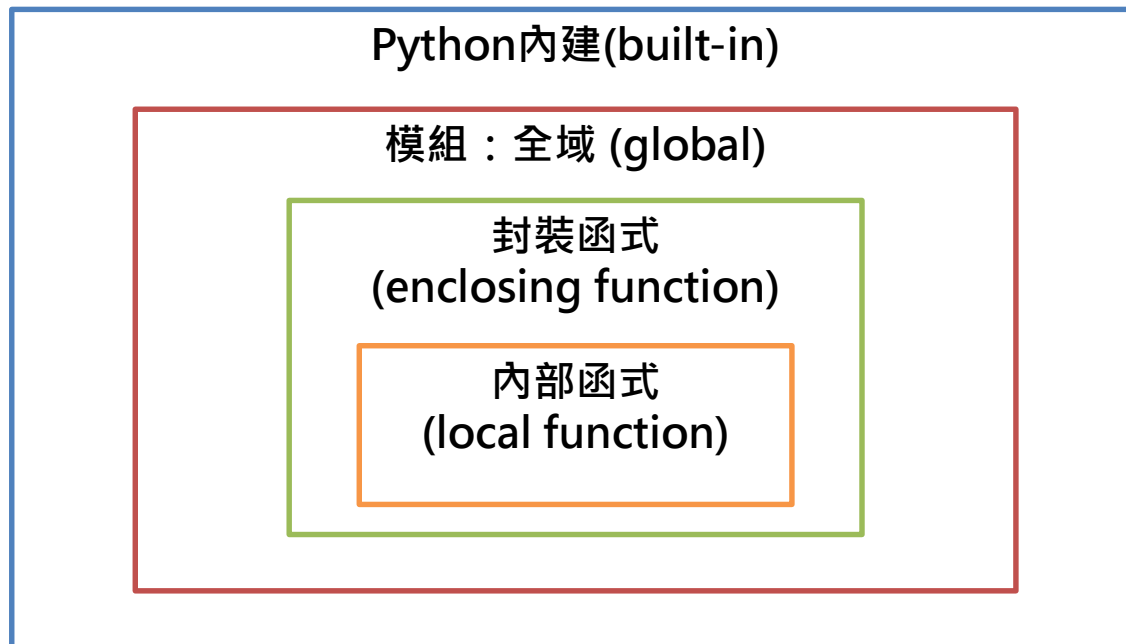 Python內建(built-in)
模組：全域 (global)
封裝函式
(enclosing function)
內部函式
(local function)